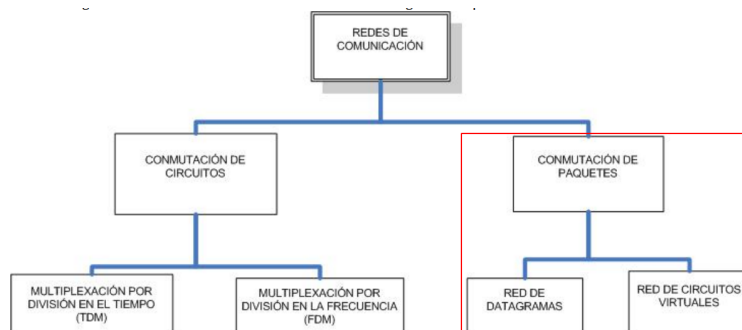 REDES DE
COMUNICACIÓN
CONMUTACIÓN DE
CIRCUITOS
CONMUTACIÓN DE
PAQUETES
MULTIPLEXACIÓN POR
DIVISIÓN EN EL TIEMPO
(TDM)
MULTIPLEXACIÓN POR
DIVISIÓN EN LA FRECUENCIA
(FDM)
RED DE
DATAGRAMAS
RED DE CIRCUITOS
VIRTUALES